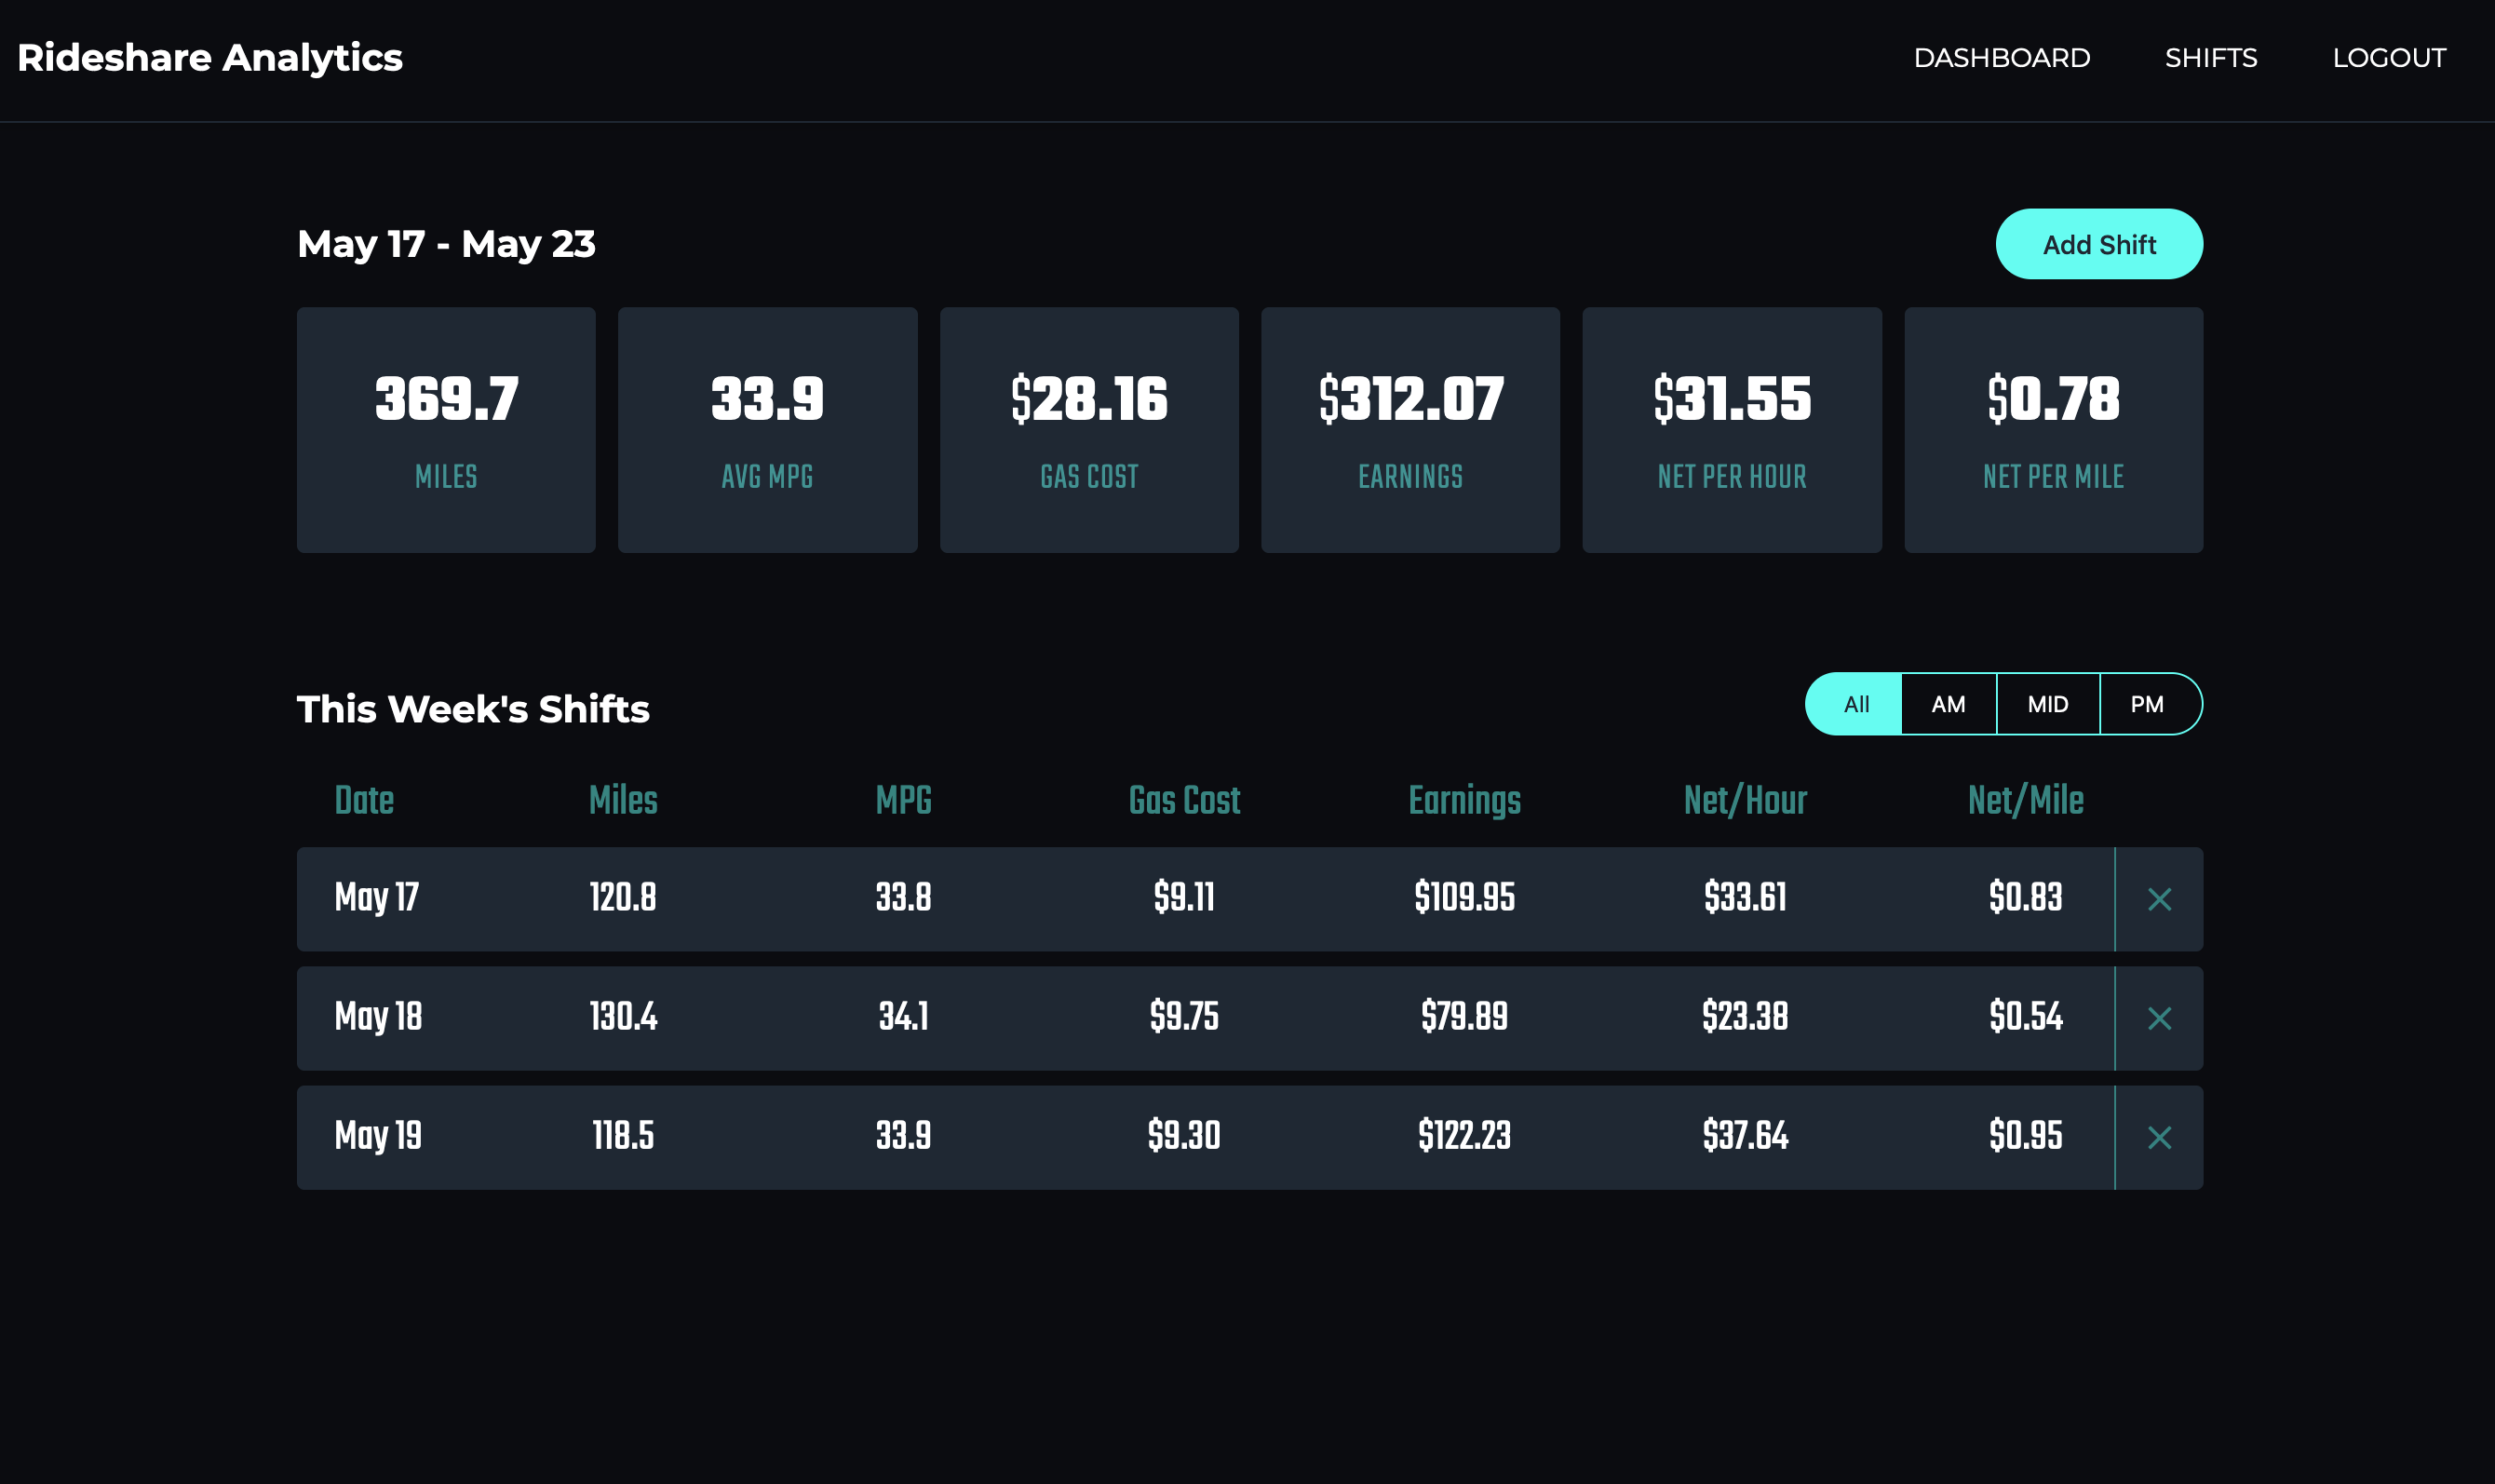 Rideshare Analytics DASHBOARD SHIFTS LOGOUT
May 17 - May 23 Add Shift
369.7 33.9 $28.16 $312.07 $31.55 $0.78
MILES AVG MPG GAS COST EARNINGS NET PER HOUR NET PER MILE
This Week's Shifts All AM MID PM
Date Miles MPG Gas Cost Earnings Net/Hour Net/Mile
May 17 120.8 33.8 $9.11 $109.95 $33.61 $0.83
May 18 130.4 34.1 $9.75 $79.89 $23.38 $0.54
May 19 118.5 33.9 $9.30 $122.23 $37.64 $0.95